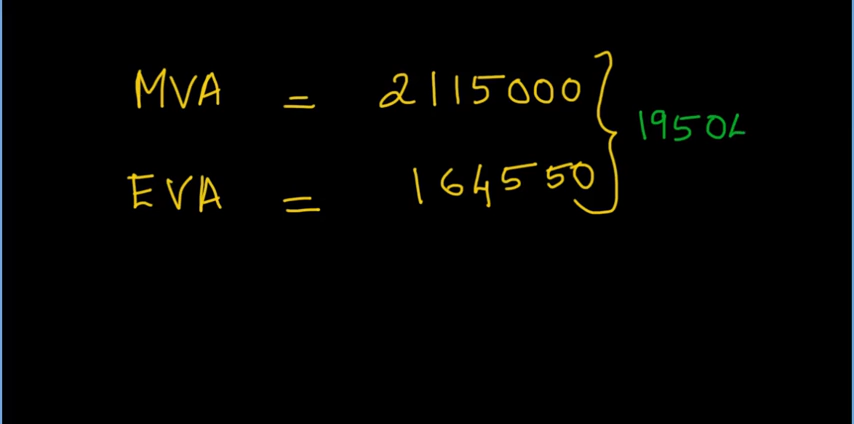 MVA = 2115000
1950L
EVA = 164550